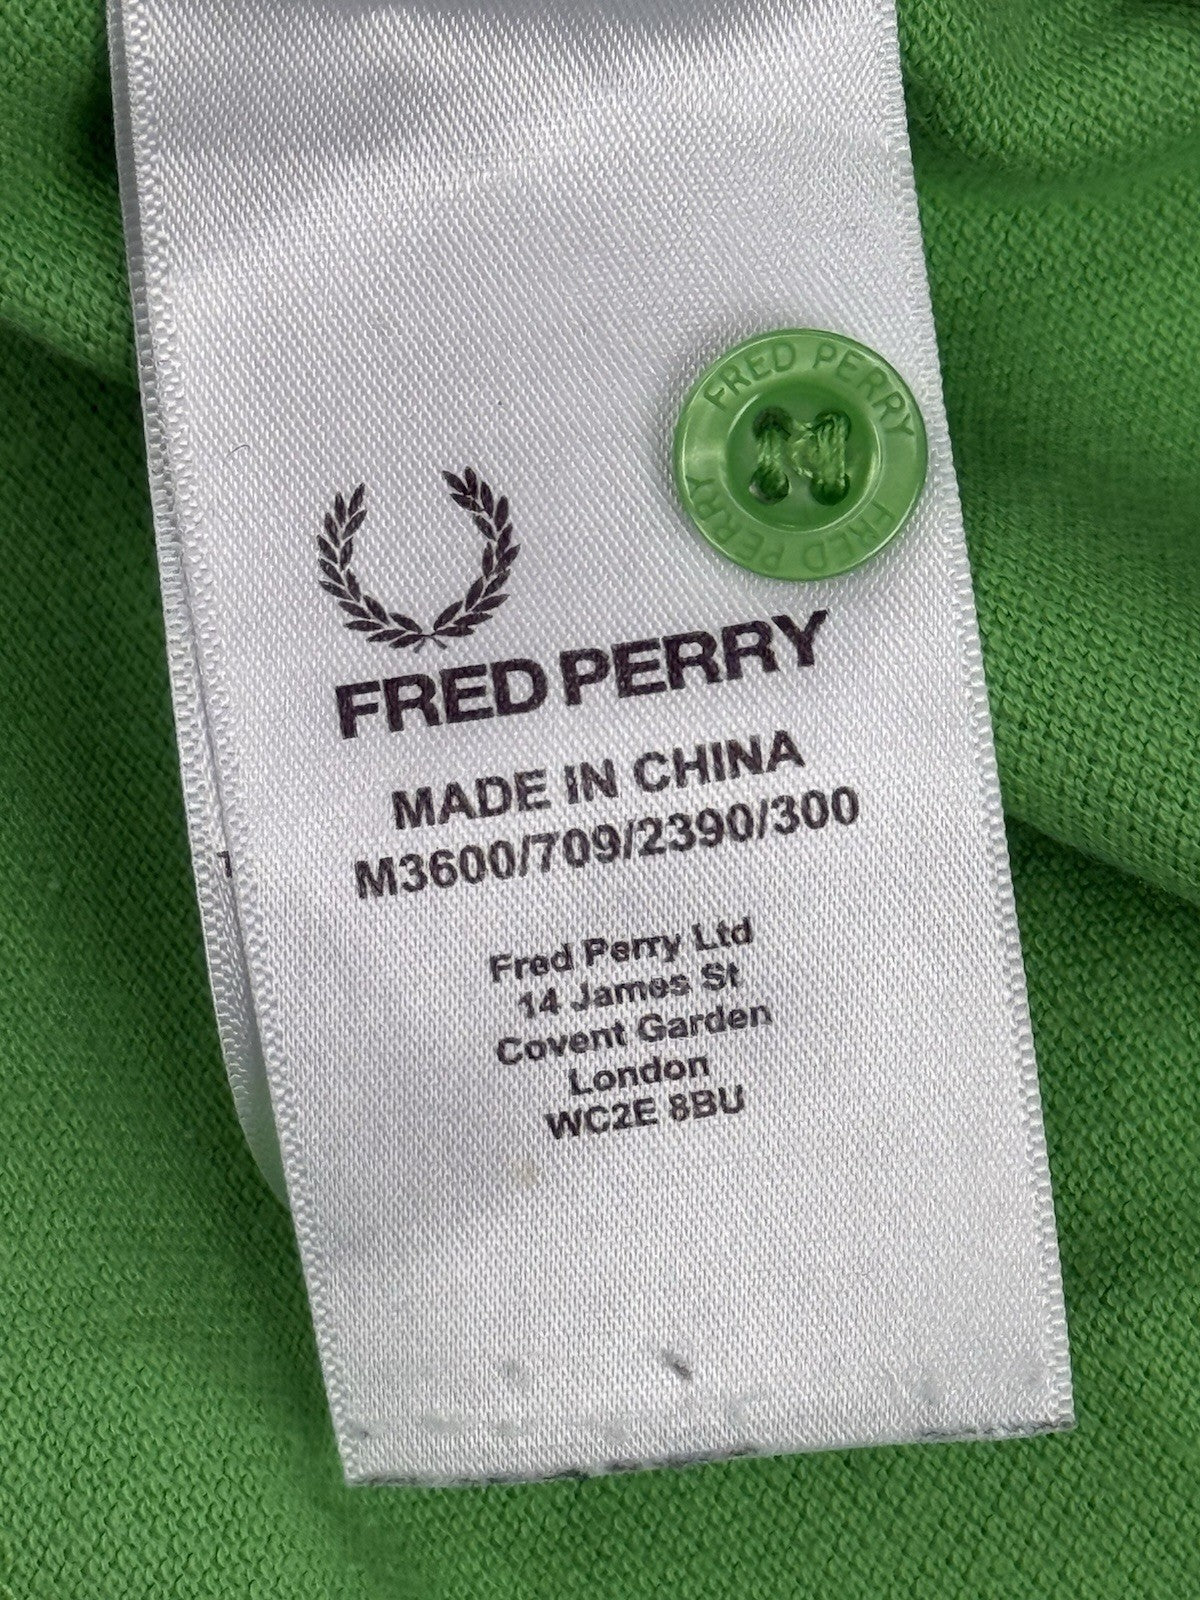 FRED PERRY
FRED PERRY
FRED PERRY
MADE IN CHINA
M3600/709/2390/300
Fred Perry Ltd
14 James St
Covent Garden
London
WC2E 8BU